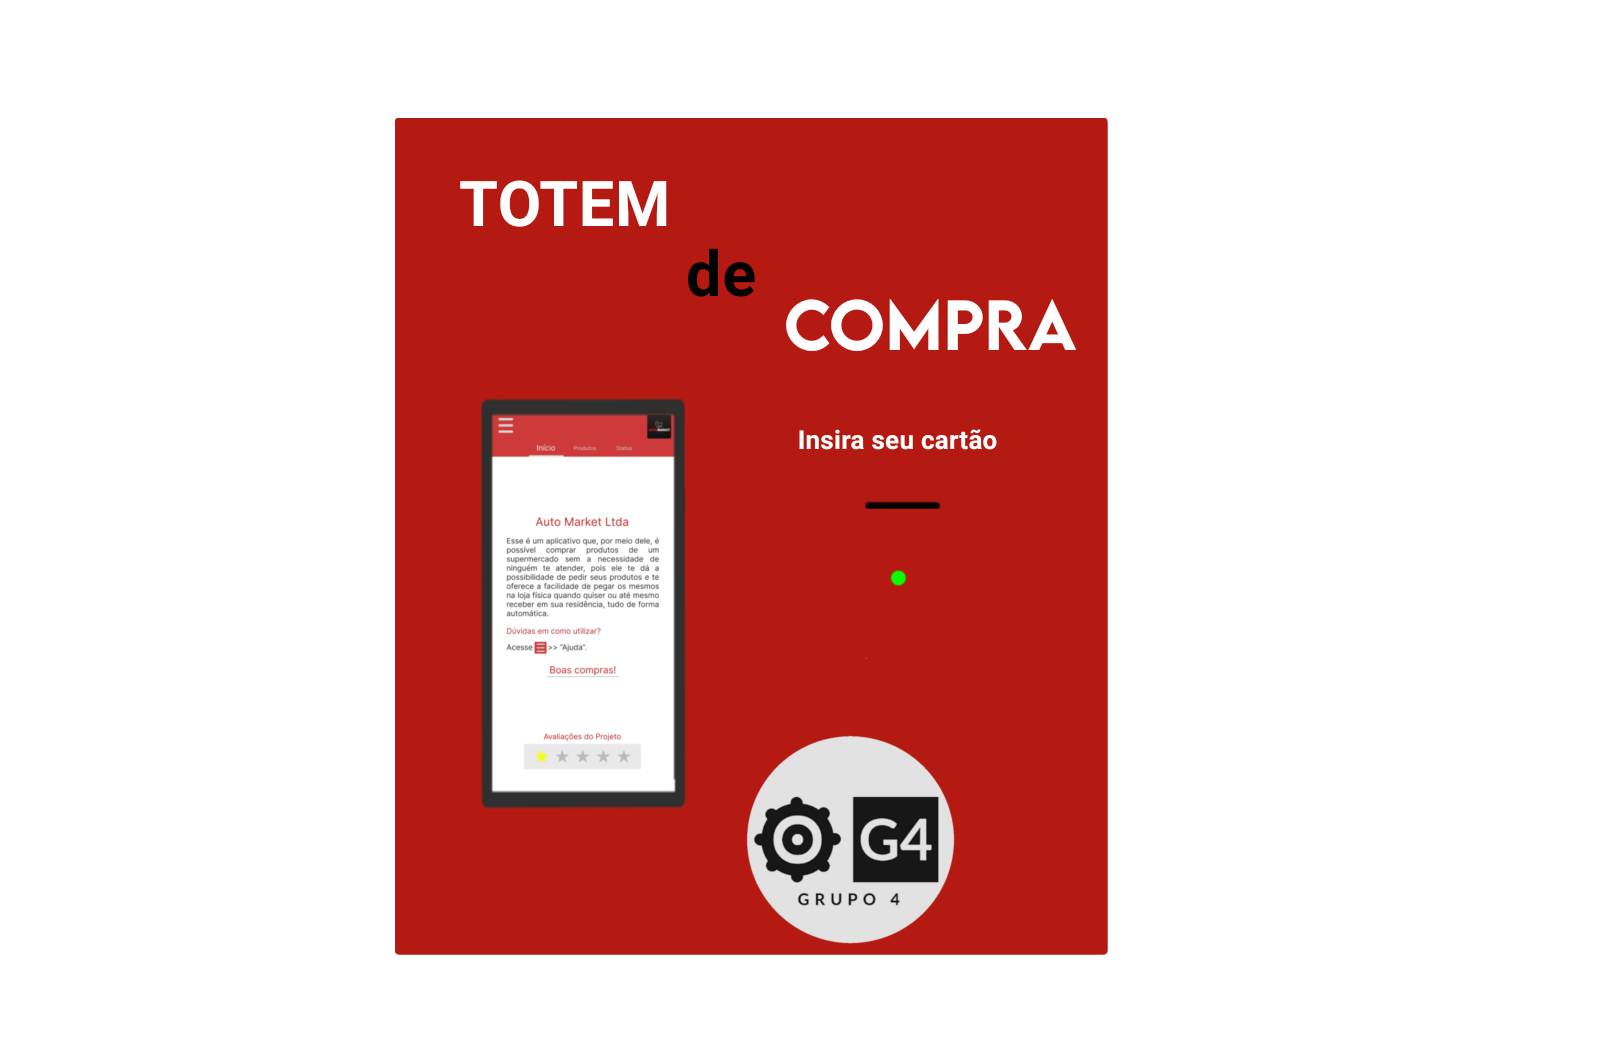 TOTEM
de
COMPRA
Insira seu cartão
Início Produtos Status
Auto Market Ltda
Esse é um aplicativo que, por meio dele, é
possível comprar produtos de um
supermercado sem a necessidade de
ninguém te atender, pois ele te dá a
possibilidade de pedir seus produtos e te
oferece a facilidade de pegar os mesmos
na loja física quando quiser ou até mesmo
receber em sua residência, tudo de forma
automática.
Dúvidas em como utilizar?
Acesse >> "Ajuda".
Boas compras!
Avaliações do Projeto
G4
GRUPO 4